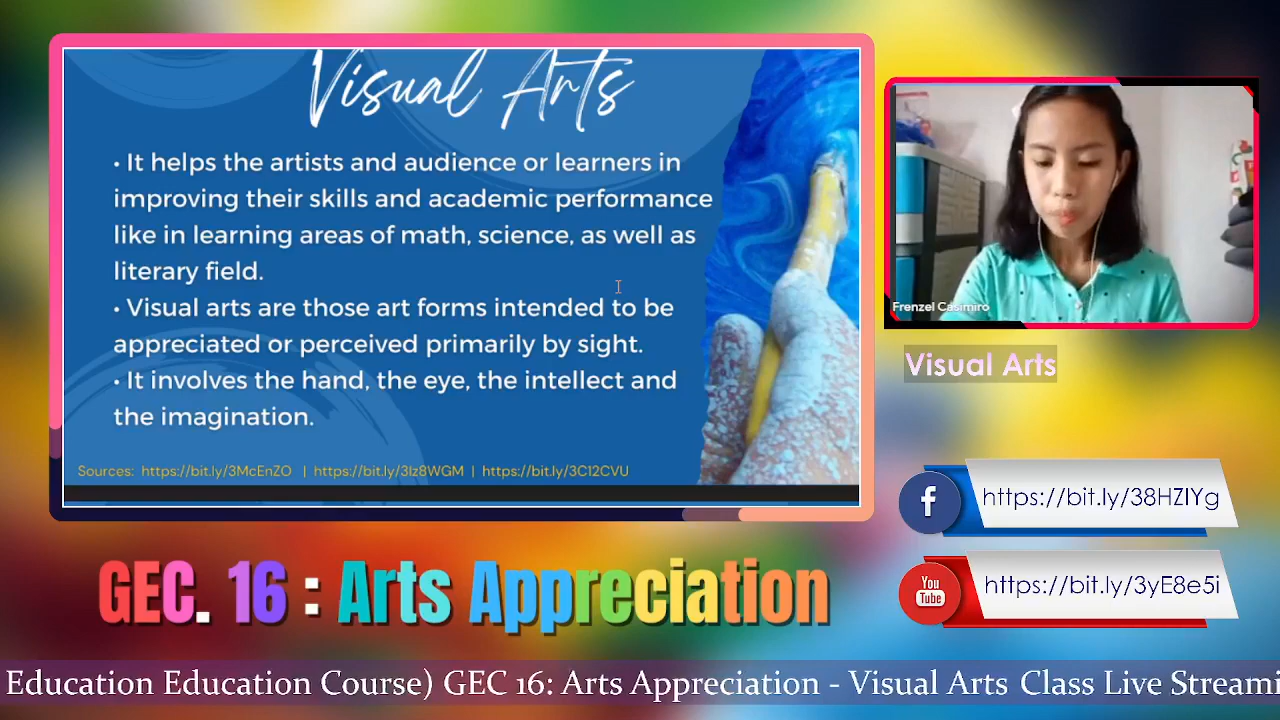 Visual Arts
• It helps the artists and audience or learners in
improving their skills and academic performance
like in learning areas of math, science, as well as
literary field.
• Visual arts are those art forms intended to be
appreciated or perceived primarily by sight.
• It involves the hand, the eye, the intellect and
the imagination.
Sources: https://bit.ly/3McEnZO | https://bit.ly/3Iz8WGM | https://bit.ly/3C12CVU
Frenzel Casimiro
Visual Arts
f
https://bit.ly/38HZIYg
You
Tube
https://bit.ly/3yE8e5i
GEC. 16 : Arts Appreciation
Education Education Course) GEC 16: Arts Appreciation - Visual Arts Class Live Streami